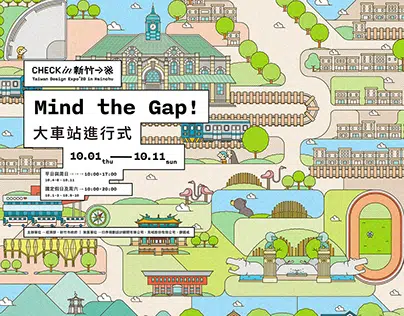 CHECK in 新竹
Taiwan Design Expo'20 in Hsinchu
Mind the Gap!
大車站進行式
10.01 thu — 10.11 sun
平日與周日 → 10:00-17:00
國定假日及周六 → 10:00-20:00